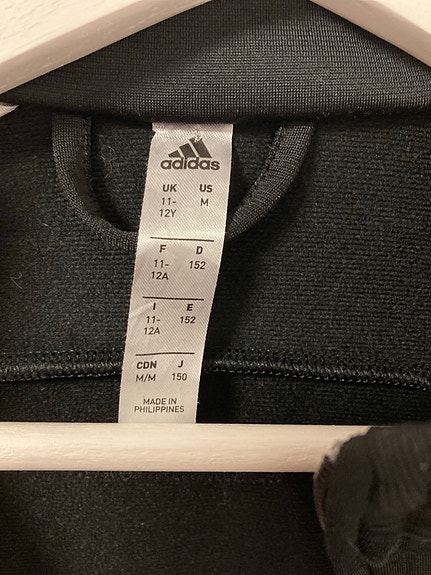 adidas
UK US
11- M
12Y
F D
11- 152
12A
I E
11- 152
12A
CDN J
M/M 150
MADE IN
PHILIPPINES